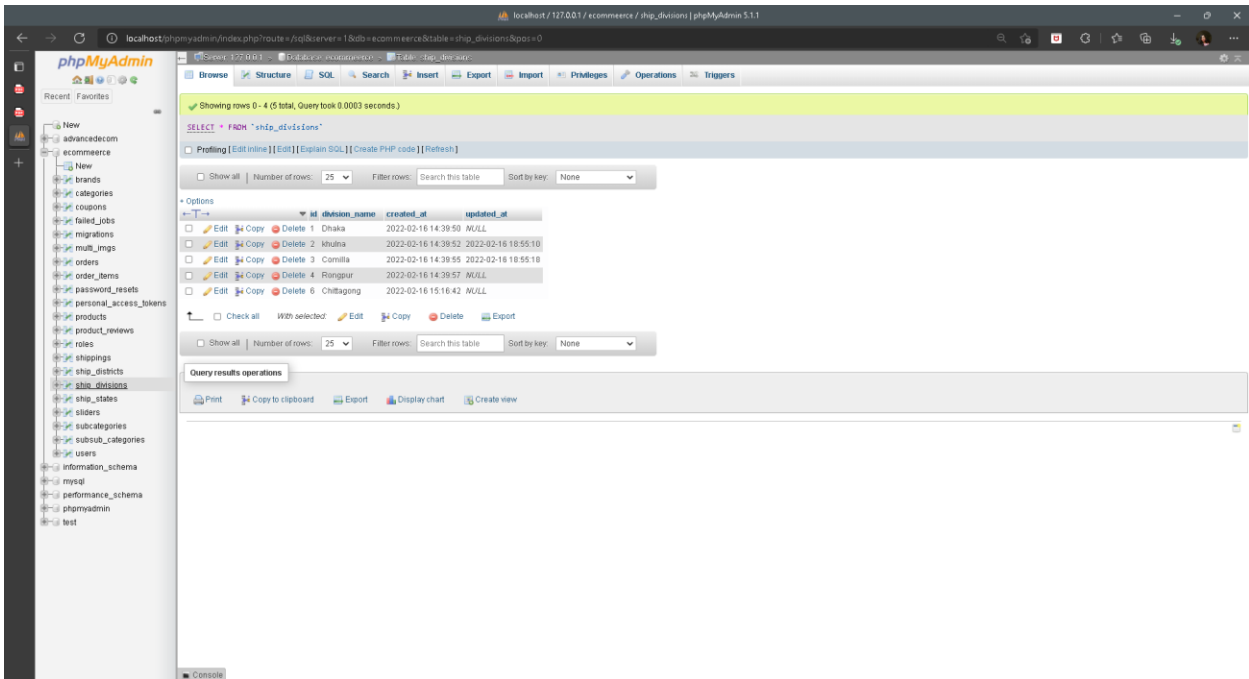 localhost / 127.0.0.1 / ecommeerce / ship_divisions | phpMyAdmin 5.1.1
localhost/phpmyadmin/index.php?route=/sql&server=1&db=ecommeerce&table=ship_divisions&pos=0
phpMyAdmin
Recent Favorites
New
advancedecom
ecommeerce
New
brands
categories
coupons
failed_jobs
migrations
multi_imgs
orders
order_items
password_resets
personal_access_tokens
products
product_reviews
roles
shippings
ship_districts
ship_divisions
ship_states
sliders
subcategories
subsub_categories
users
information_schema
mysql
performance_schema
phpmyadmin
test
Server: 127.0.0.1 » Database: ecommeerce » Table: ship_divisions
Browse Structure SQL Search Insert Export Import Privileges Operations Triggers
Showing rows 0 - 4 (5 total, Query took 0.0003 seconds.)
SELECT * FROM `ship_divisions`
Profiling [ Edit inline ] [ Edit ] [ Explain SQL ] [ Create PHP code ] [ Refresh ]
Show all | Number of rows: 25 Filter rows: Search this table Sort by key: None
+ Options
←T→ id division_name created_at updated_at
Edit Copy Delete 1 Dhaka 2022-02-16 14:39:50 NULL
Edit Copy Delete 2 khulna 2022-02-16 14:39:52 2022-02-16 18:55:18
Edit Copy Delete 3 Comilla 2022-02-16 14:39:55 2022-02-16 18:55:18
Edit Copy Delete 4 Rongpur 2022-02-16 14:39:57 NULL
Edit Copy Delete 6 Chittagong 2022-02-16 15:16:42 NULL
Check all With selected: Edit Copy Delete Export
Show all | Number of rows: 25 Filter rows: Search this table Sort by key: None
Query results operations
Print Copy to clipboard Export Display chart Create view
Console